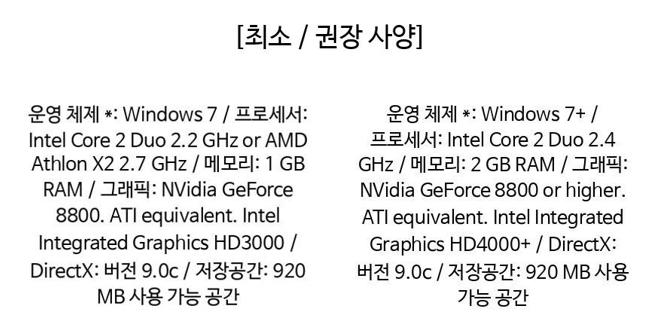 [최소 / 권장 사양]
운영 체제 *: Windows 7 / 프로세서:
Intel Core 2 Duo 2.2 GHz or AMD
Athlon X2 2.7 GHz / 메모리: 1 GB
RAM / 그래픽: NVidia GeForce
8800. ATI equivalent. Intel
Integrated Graphics HD3000 /
DirectX: 버전 9.0c / 저장공간: 920
MB 사용 가능 공간
운영 체제 *: Windows 7+ /
프로세서: Intel Core 2 Duo 2.4
GHz / 메모리: 2 GB RAM / 그래픽:
NVidia GeForce 8800 or higher.
ATI equivalent. Intel Integrated
Graphics HD4000+ / DirectX:
버전 9.0c / 저장공간: 920 MB 사용
가능 공간